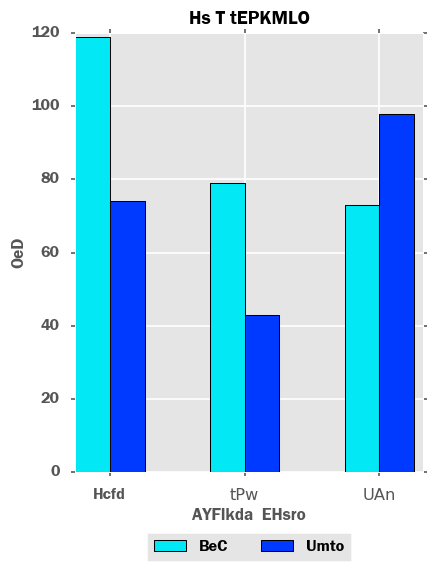 Hs T tEPKMLO
120
100
80
60
40
20
0
OeD
Hcfd tPw UAn
AYFlkda EHsro
BeC Umto